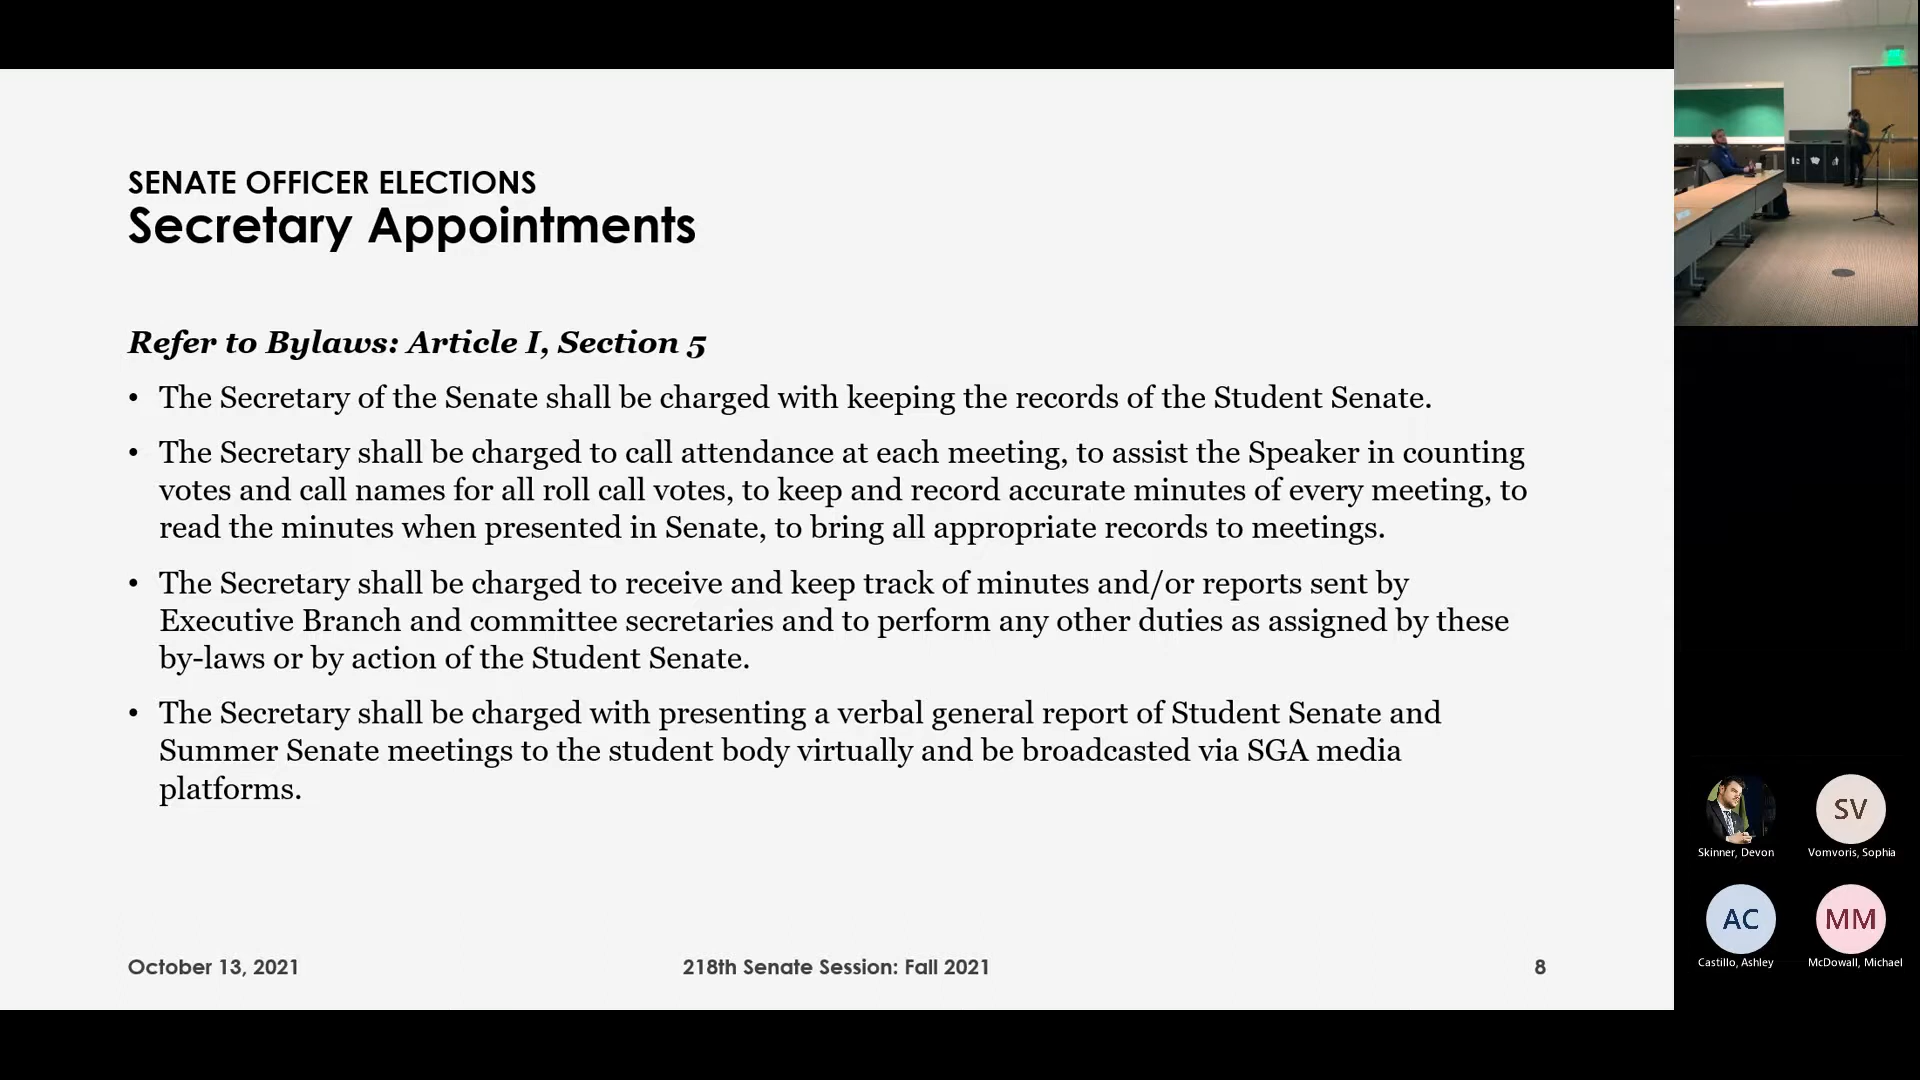 SENATE OFFICER ELECTIONS
Secretary Appointments
Refer to Bylaws: Article I, Section 5
• The Secretary of the Senate shall be charged with keeping the records of the Student Senate.
• The Secretary shall be charged to call attendance at each meeting, to assist the Speaker in counting
votes and call names for all roll call votes, to keep and record accurate minutes of every meeting, to
read the minutes when presented in Senate, to bring all appropriate records to meetings.
• The Secretary shall be charged to receive and keep track of minutes and/or reports sent by
Executive Branch and committee secretaries and to perform any other duties as assigned by these
by-laws or by action of the Student Senate.
• The Secretary shall be charged with presenting a verbal general report of Student Senate and
Summer Senate meetings to the student body virtually and be broadcasted via SGA media
platforms.
October 13, 2021
218th Senate Session: Fall 2021
8
SV
Skinner, Devon
Vomvoris, Sophia
AC
MM
Castillo, Ashley
McDowall, Michael